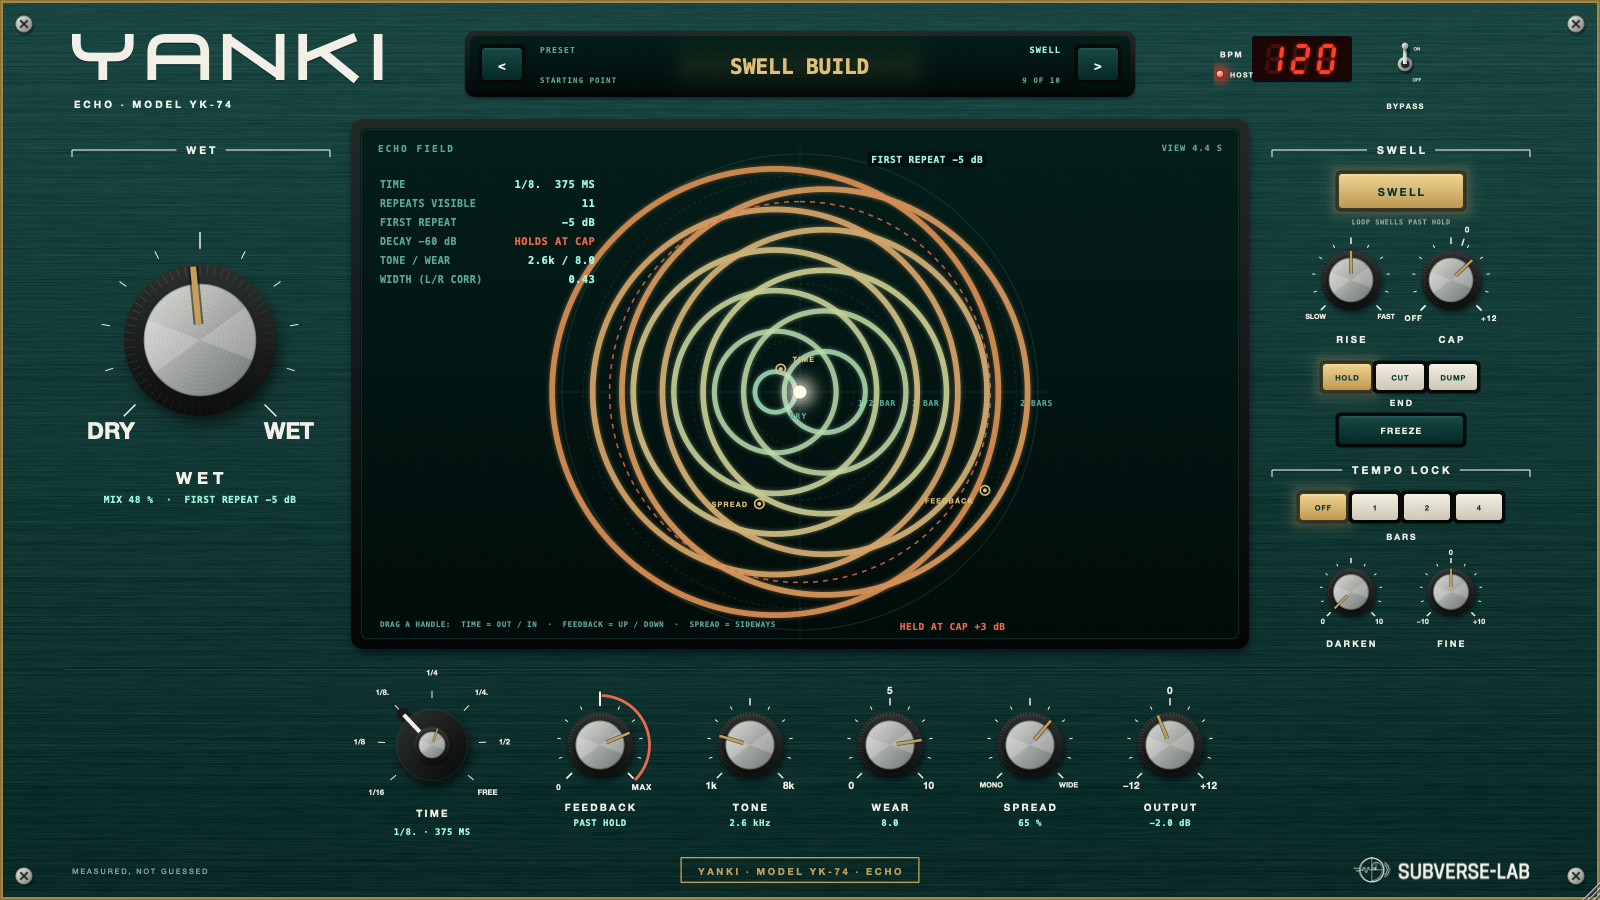 YANKI
ECHO · MODEL YK-74
<
PRESET
STARTING POINT
SWELL BUILD
SWELL
9 OF 10
>
BPM
HOST
120
ON
OFF
BYPASS
WET
DRY
WET
WET
MIX 48 % · FIRST REPEAT −5 dB
ECHO FIELD
FIRST REPEAT −5 dB
VIEW 4.4 S
TIME 1/8. 375 MS
REPEATS VISIBLE 11
FIRST REPEAT −5 dB
DECAY −60 dB HOLDS AT CAP
TONE / WEAR 2.6k / 8.0
WIDTH (L/R CORR) 0.43
TIME
DRY
1/2 BAR
1 BAR
2 BARS
SPREAD
FEEDBACK
DRAG A HANDLE: TIME = OUT / IN · FEEDBACK = UP / DOWN · SPREAD = SIDEWAYS
HELD AT CAP +3 dB
SWELL
SWELL
LOOP SWELLS PAST HOLD
0
SLOW FAST OFF +12
RISE CAP
HOLD CUT DUMP
END
FREEZE
TEMPO LOCK
OFF 1 2 4
BARS
0
0 10 −10 +10
DARKEN FINE
1/4
1/8. 1/4.
1/8 1/2
1/16 FREE
TIME
1/8. · 375 MS
0 MAX
FEEDBACK
PAST HOLD
1k 8k
TONE
2.6 kHz
5
0 10
WEAR
8.0
MONO WIDE
SPREAD
65 %
0
−12 +12
OUTPUT
−2.0 dB
MEASURED, NOT GUESSED
YANKI · MODEL YK-74 · ECHO
SUBVERSE-LAB